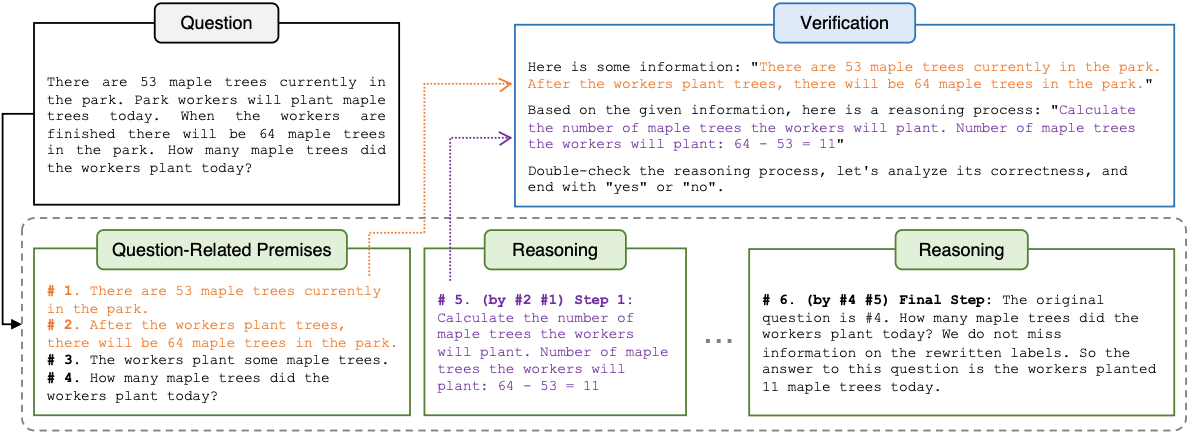 Question
There are 53 maple trees currently in
the park. Park workers will plant maple
trees today. When the workers are
finished there will be 64 maple trees
in the park. How many maple trees did
the workers plant today?
Verification
Here is some information: "There are 53 maple trees currently in the park.
After the workers plant trees, there will be 64 maple trees in the park."
Based on the given information, here is a reasoning process: "Calculate
the number of maple trees the workers will plant. Number of maple trees
the workers will plant: 64 - 53 = 11"
Double-check the reasoning process, let's analyze its correctness, and
end with "yes" or "no".
Question-Related Premises
# 1. There are 53 maple trees currently
in the park.
# 2. After the workers plant trees,
there will be 64 maple trees in the park.
# 3. The workers plant some maple trees.
# 4. How many maple trees did the
workers plant today?
Reasoning
# 5. (by #2 #1) Step 1:
Calculate the number of
maple trees the workers
will plant. Number of maple
trees the workers will
plant: 64 - 53 = 11
...
Reasoning
# 6. (by #4 #5) Final Step: The original
question is #4. How many maple trees did the
workers plant today? We do not miss
information on the rewritten labels. So the
answer to this question is the workers planted
11 maple trees today.